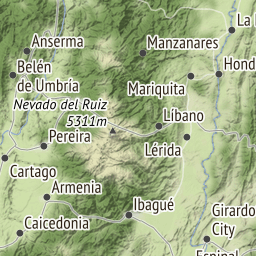 La
Anserma
Manzanares
Belén
de Umbría
Mariquita
Hond
Nevado del Ruiz
5311m
Líbano
Pereira
Lérida
Cartago
Armenia
Ibagué
Caicedonia
Girardo
City
Espinal